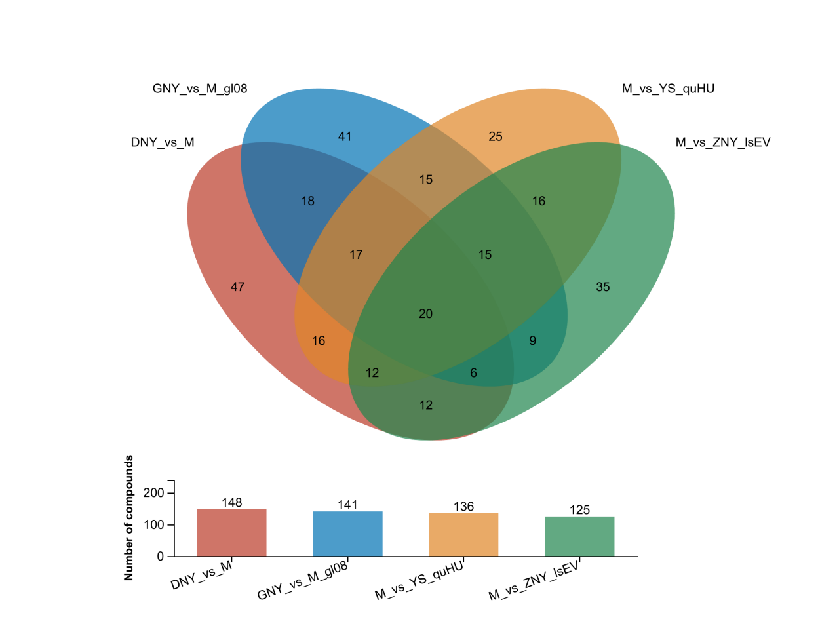 GNY_vs_M_gl08
M_vs_YS_quHU
DNY_vs_M
M_vs_ZNY_lsEV
41
25
15
18
16
17
15
47
35
20
16
9
12
6
12
Number of compounds
200
100
0
148
141
136
125
DNY_vs_M
GNY_vs_M_gl08
M_vs_YS_quHU
M_vs_ZNY_lsEV